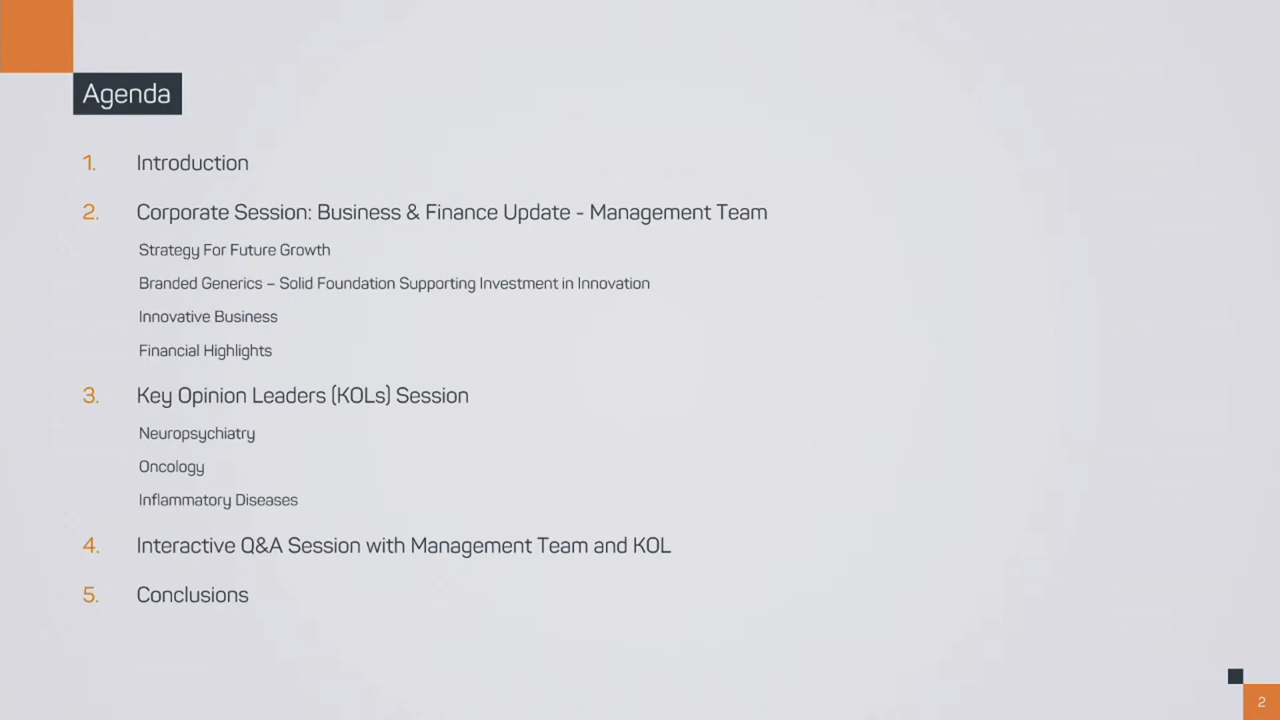 Agenda
1. Introduction
2. Corporate Session: Business & Finance Update - Management Team
Strategy For Future Growth
Branded Generics – Solid Foundation Supporting Investment in Innovation
Innovative Business
Financial Highlights
3. Key Opinion Leaders (KOLs) Session
Neuropsychiatry
Oncology
Inflammatory Diseases
4. Interactive Q&A Session with Management Team and KOL
5. Conclusions
2